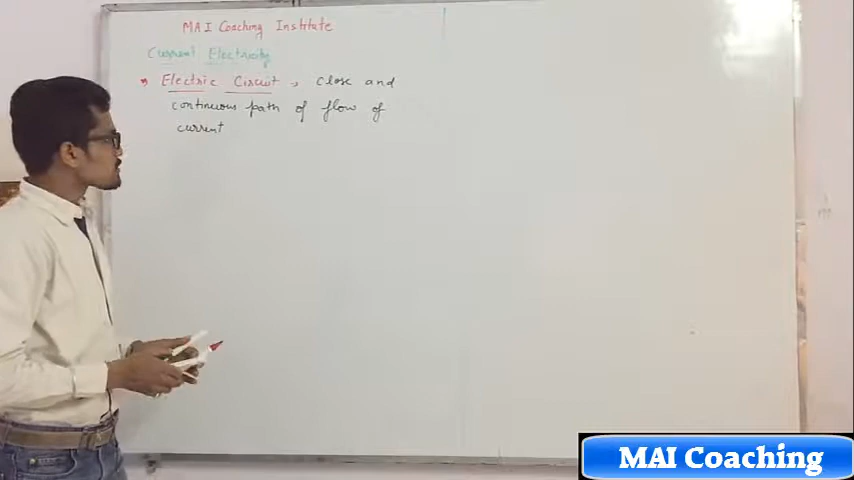 MAI Coaching Institute
Current Electricity
Electric Circuit → close and
continuous path of flow of
current
MAI Coaching